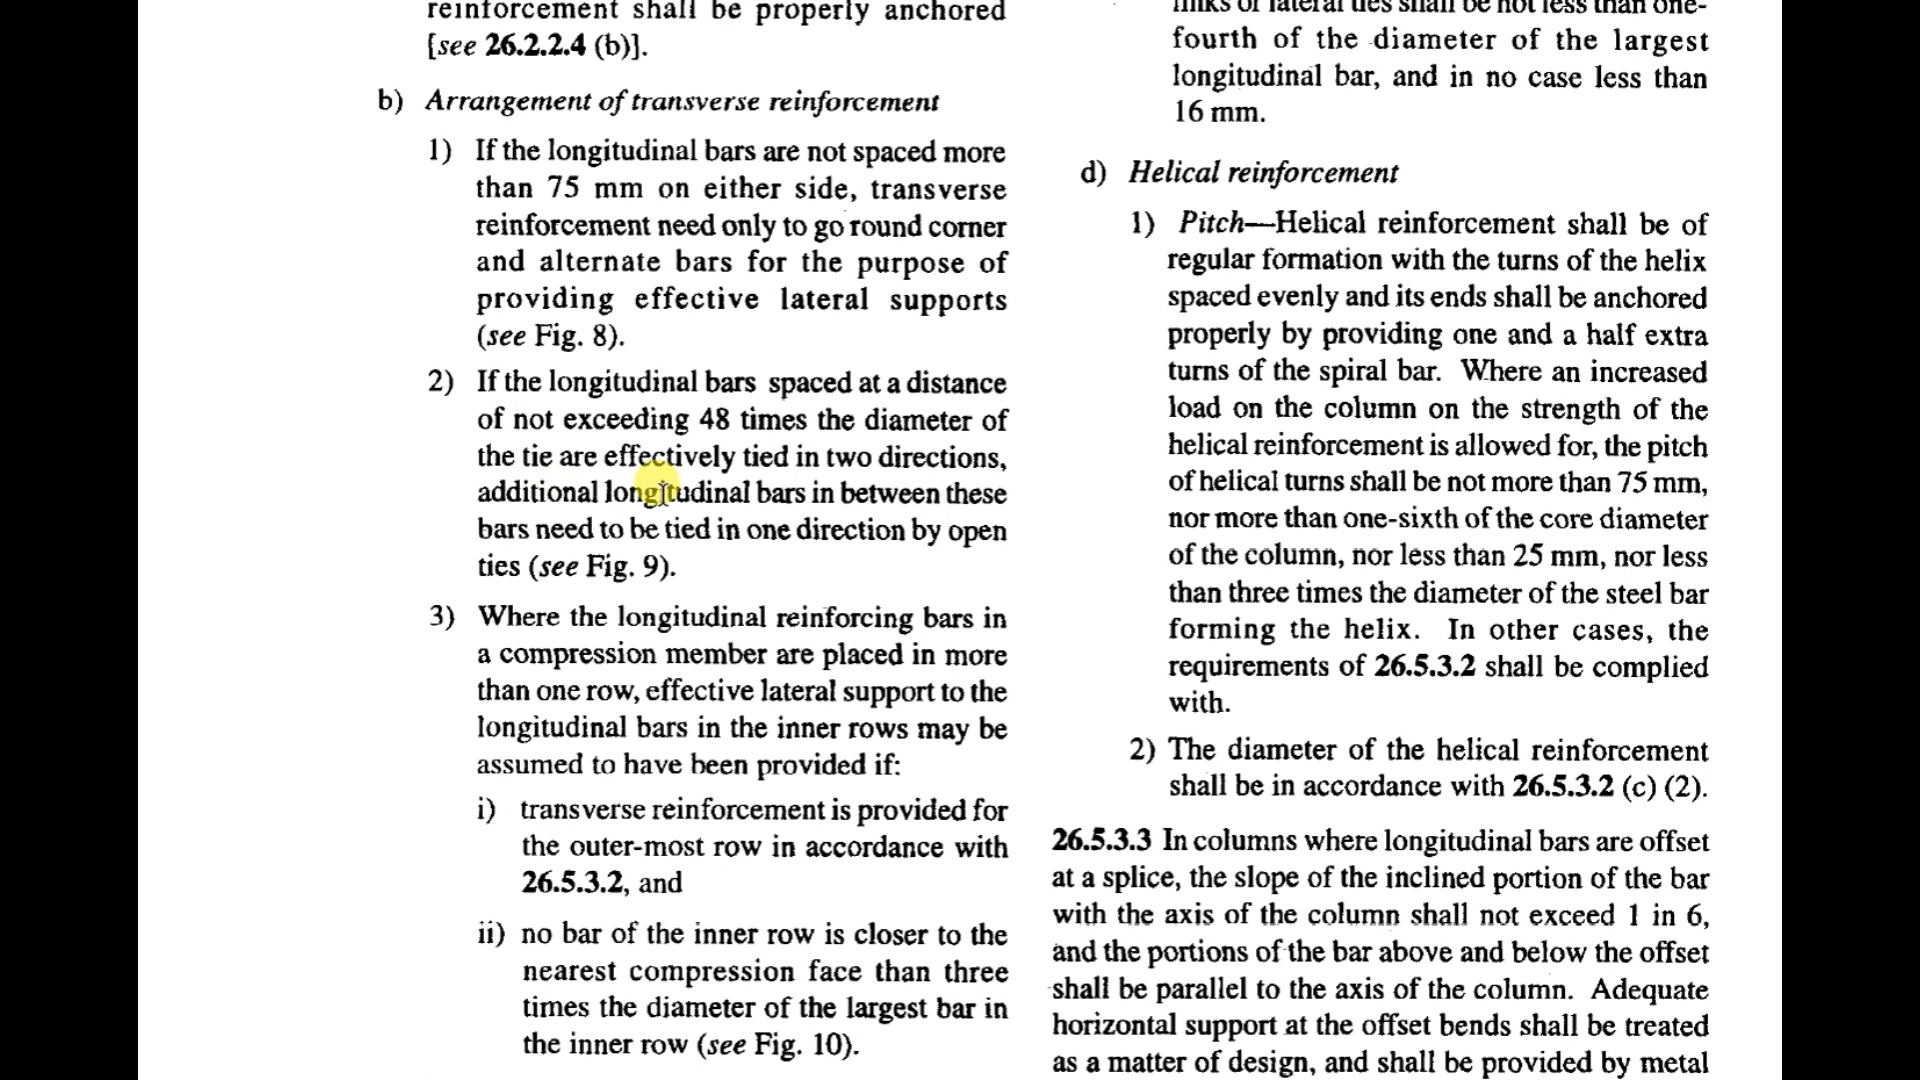 reinforcement shall be properly anchored
[see 26.2.2.4 (b)].
b) Arrangement of transverse reinforcement
1) If the longitudinal bars are not spaced more
than 75 mm on either side, transverse
reinforcement need only to go round corner
and alternate bars for the purpose of
providing effective lateral supports
(see Fig. 8).
2) If the longitudinal bars spaced at a distance
of not exceeding 48 times the diameter of
the tie are effectively tied in two directions,
additional longitudinal bars in between these
bars need to be tied in one direction by open
ties (see Fig. 9).
3) Where the longitudinal reinforcing bars in
a compression member are placed in more
than one row, effective lateral support to the
longitudinal bars in the inner rows may be
assumed to have been provided if:
i) transverse reinforcement is provided for
the outer-most row in accordance with
26.5.3.2, and
ii) no bar of the inner row is closer to the
nearest compression face than three
times the diameter of the largest bar in
the inner row (see Fig. 10).
links or lateral ties shall be not less than one-
fourth of the diameter of the largest
longitudinal bar, and in no case less than
16 mm.
d) Helical reinforcement
1) Pitch—Helical reinforcement shall be of
regular formation with the turns of the helix
spaced evenly and its ends shall be anchored
properly by providing one and a half extra
turns of the spiral bar. Where an increased
load on the column on the strength of the
helical reinforcement is allowed for, the pitch
of helical turns shall be not more than 75 mm,
nor more than one-sixth of the core diameter
of the column, nor less than 25 mm, nor less
than three times the diameter of the steel bar
forming the helix. In other cases, the
requirements of 26.5.3.2 shall be complied
with.
2) The diameter of the helical reinforcement
shall be in accordance with 26.5.3.2 (c) (2).
26.5.3.3 In columns where longitudinal bars are offset
at a splice, the slope of the inclined portion of the bar
with the axis of the column shall not exceed 1 in 6,
and the portions of the bar above and below the offset
shall be parallel to the axis of the column. Adequate
horizontal support at the offset bends shall be treated
as a matter of design, and shall be provided by metal